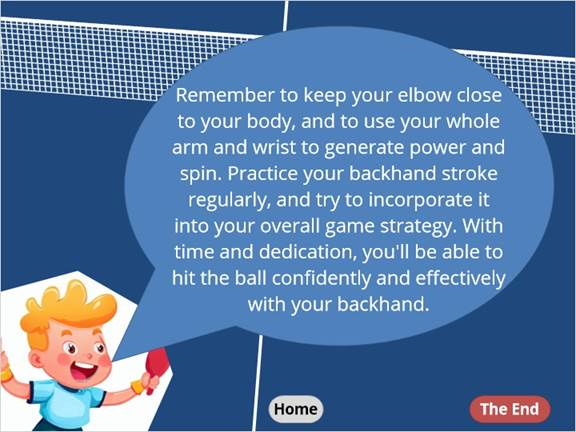 Remember to keep your elbow close
to your body, and to use your whole
arm and wrist to generate power and
spin. Practice your backhand stroke
regularly, and try to incorporate it
into your overall game strategy. With
time and dedication, you'll be able to
hit the ball confidently and effectively
with your backhand.
Home
The End